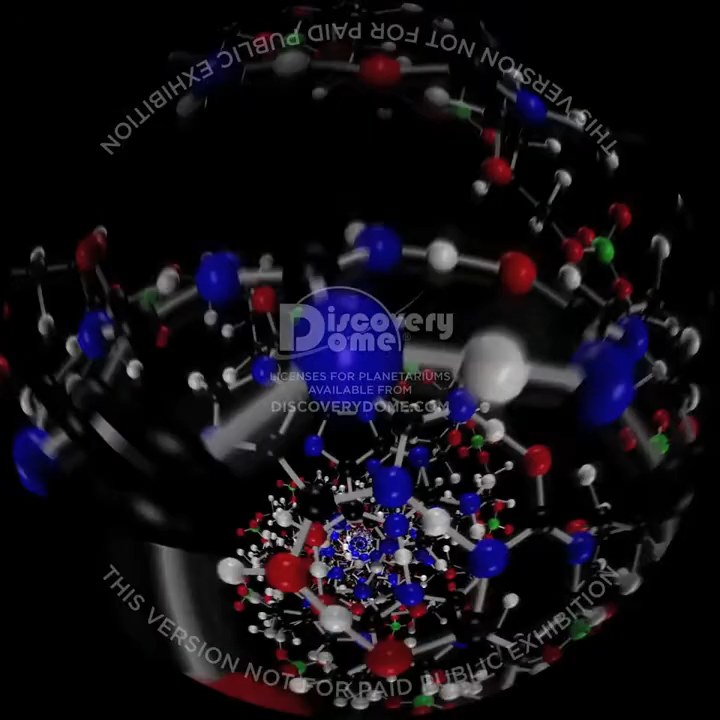 THIS VERSION NOT FOR PAID PUBLIC EXHIBITION
Discovery
Dome®
LICENSES FOR PLANETARIUMS
AVAILABLE FROM
DISCOVERYDOME.COM
THIS VERSION NOT FOR PAID PUBLIC EXHIBITION